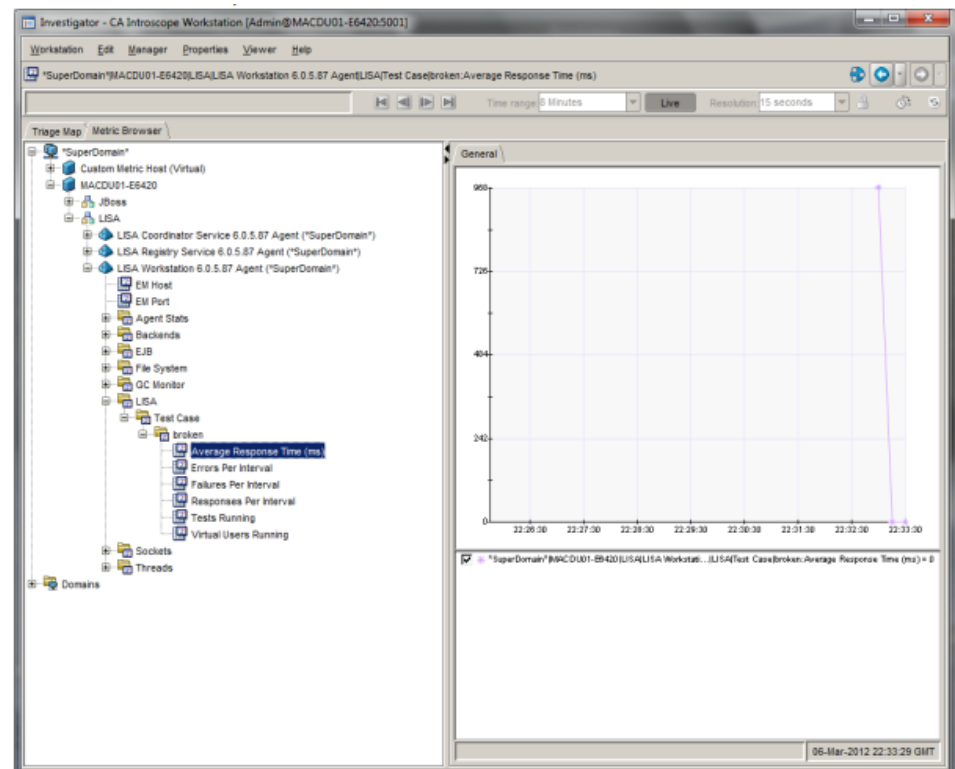 Investigator - CA Introscope Workstation [Admin@MACDU01-E6420:5001]
Workstation Edit Manager Properties Viewer Help
*SuperDomain*|MACDU01-E6420|LISA|LISA Workstation 6.0.5.87 Agent|LISA|Test Case|broken:Average Response Time (ms)
Time range: 8 Minutes Live Resolution: 15 seconds
Triage Map Metric Browser
*SuperDomain*
Custom Metric Host (Virtual)
MACDU01-E6420
JBoss
LISA
LISA Coordinator Service 6.0.5.87 Agent (*SuperDomain*)
LISA Registry Service 6.0.5.87 Agent (*SuperDomain*)
LISA Workstation 6.0.5.87 Agent (*SuperDomain*)
EM Host
EM Port
Agent Stats
Backends
EJB
File System
GC Monitor
LISA
Test Case
broken
Average Response Time (ms)
Errors Per Interval
Failures Per Interval
Responses Per Interval
Tests Running
Virtual Users Running
Sockets
Threads
Domains
General
726
484
242
0
22:26:30 22:27:30 22:28:30 22:29:30 22:30:30 22:31:30 22:32:30 22:33:30
*SuperDomain*|MACDU01-E6420|LISA|LISA Workstati...|LISA|Test Case|broken:Average Response Time (ms) = 0
06-Mar-2012 22:33:29 GMT